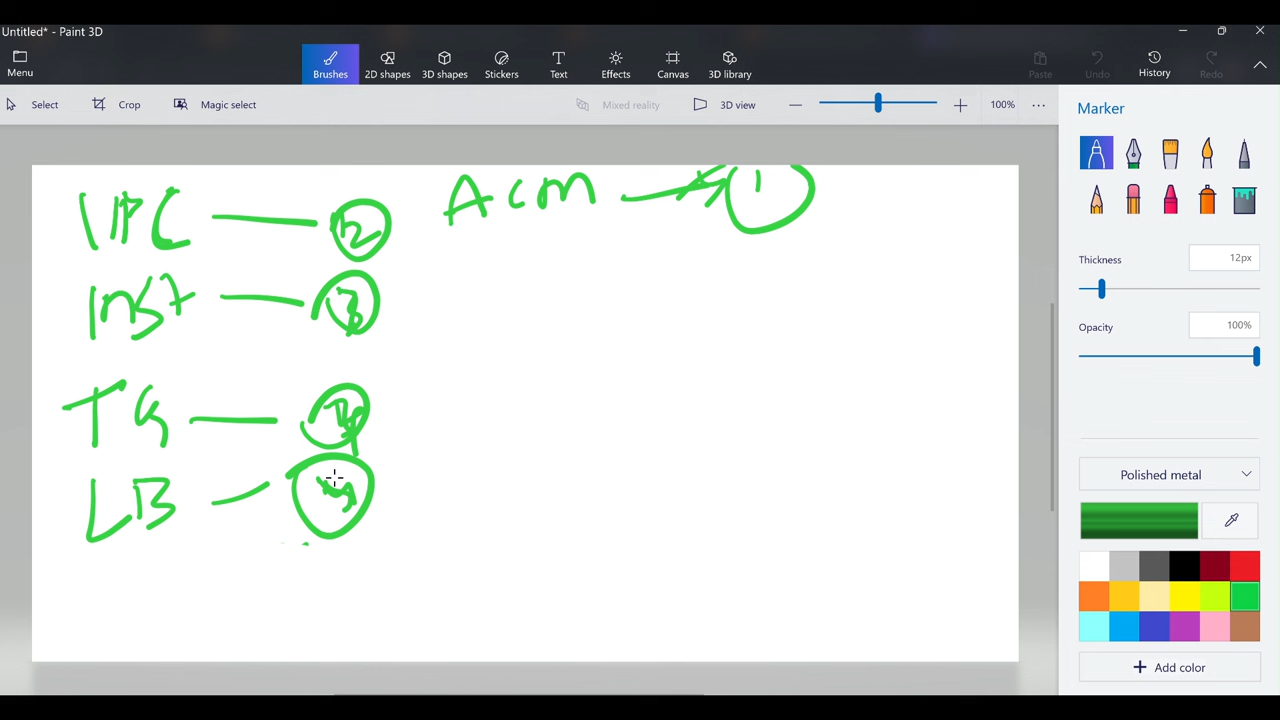 Untitled* - Paint 3D
Menu
Brushes 2D shapes 3D shapes Stickers Text Effects Canvas 3D library Paste Undo History Redo
Select Crop Magic select Mixed reality 3D view 100%
Marker
Thickness 12px
Opacity 100%
Polished metal
Add color
ACM 1
VPC 2
Inst 3
TG
LB